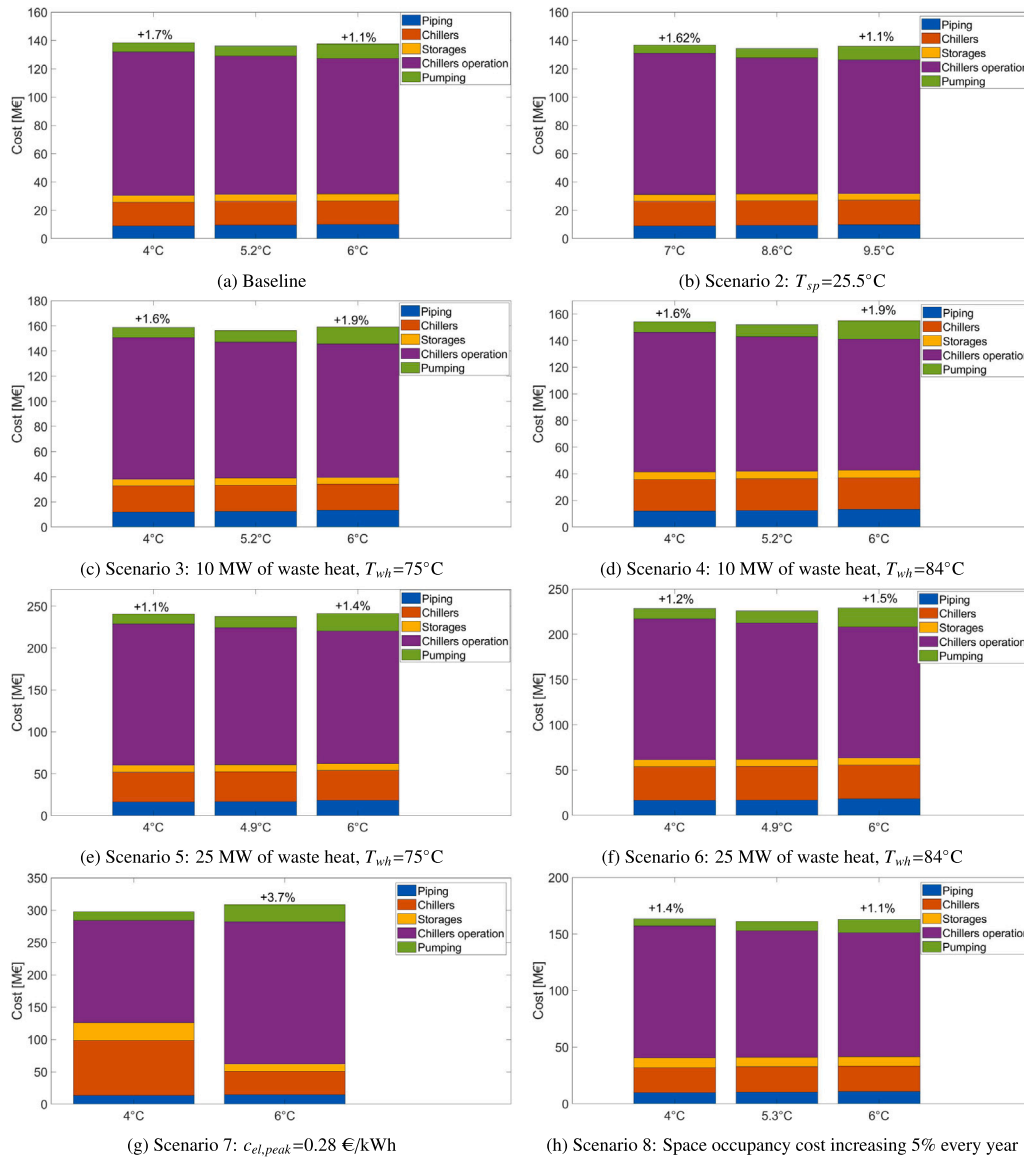 160
140
120
100
80
60
40
20
0
Cost [M€]
+1.7%
+1.1%
Piping
Chillers
Storages
Chillers operation
Pumping
4°C
5.2°C
6°C
(a) Baseline
160
140
120
100
80
60
40
20
0
Cost [M€]
+1.62%
+1.1%
Piping
Chillers
Storages
Chillers operation
Pumping
7°C
8.6°C
9.5°C
(b) Scenario 2: T_sp=25.5°C
180
160
140
120
100
80
60
40
20
0
Cost [M€]
+1.6%
+1.9%
Piping
Chillers
Storages
Chillers operation
Pumping
4°C
5.2°C
6°C
(c) Scenario 3: 10 MW of waste heat, T_wh=75°C
160
140
120
100
80
60
40
20
0
Cost [M€]
+1.6%
+1.9%
Piping
Chillers
Storages
Chillers operation
Pumping
4°C
5.2°C
6°C
(d) Scenario 4: 10 MW of waste heat, T_wh=84°C
250
200
150
100
50
0
Cost [M€]
+1.1%
+1.4%
Piping
Chillers
Storages
Chillers operation
Pumping
4°C
4.9°C
6°C
(e) Scenario 5: 25 MW of waste heat, T_wh=75°C
250
200
150
100
50
0
Cost [M€]
+1.2%
+1.5%
Piping
Chillers
Storages
Chillers operation
Pumping
4°C
4.9°C
6°C
(f) Scenario 6: 25 MW of waste heat, T_wh=84°C
350
300
250
200
150
100
50
0
Cost [M€]
+3.7%
Piping
Chillers
Storages
Chillers operation
Pumping
4°C
6°C
(g) Scenario 7: c_el,peak=0.28 €/kWh
200
150
100
50
0
Cost [M€]
+1.4%
+1.1%
Piping
Chillers
Storages
Chillers operation
Pumping
4°C
5.3°C
6°C
(h) Scenario 8: Space occupancy cost increasing 5% every year